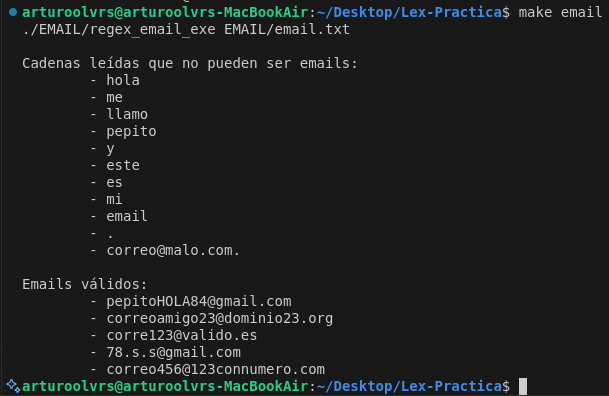 arturoolvrs@arturoolvrs-MacBookAir:~/Desktop/Lex-Practica$ make email
./EMAIL/regex_email_exe EMAIL/email.txt

Cadenas leídas que no pueden ser emails:
        - hola
        - me
        - llamo
        - pepito
        - y
        - este
        - es
        - mi
        - email
        - .
        - correo@malo.com.

Emails válidos:
        - pepitoHOLA84@gmail.com
        - correoamigo23@dominio23.org
        - corre123@valido.es
        - 78.s.s@gmail.com
        - correo456@123connumero.com
arturoolvrs@arturoolvrs-MacBookAir:~/Desktop/Lex-Practica$